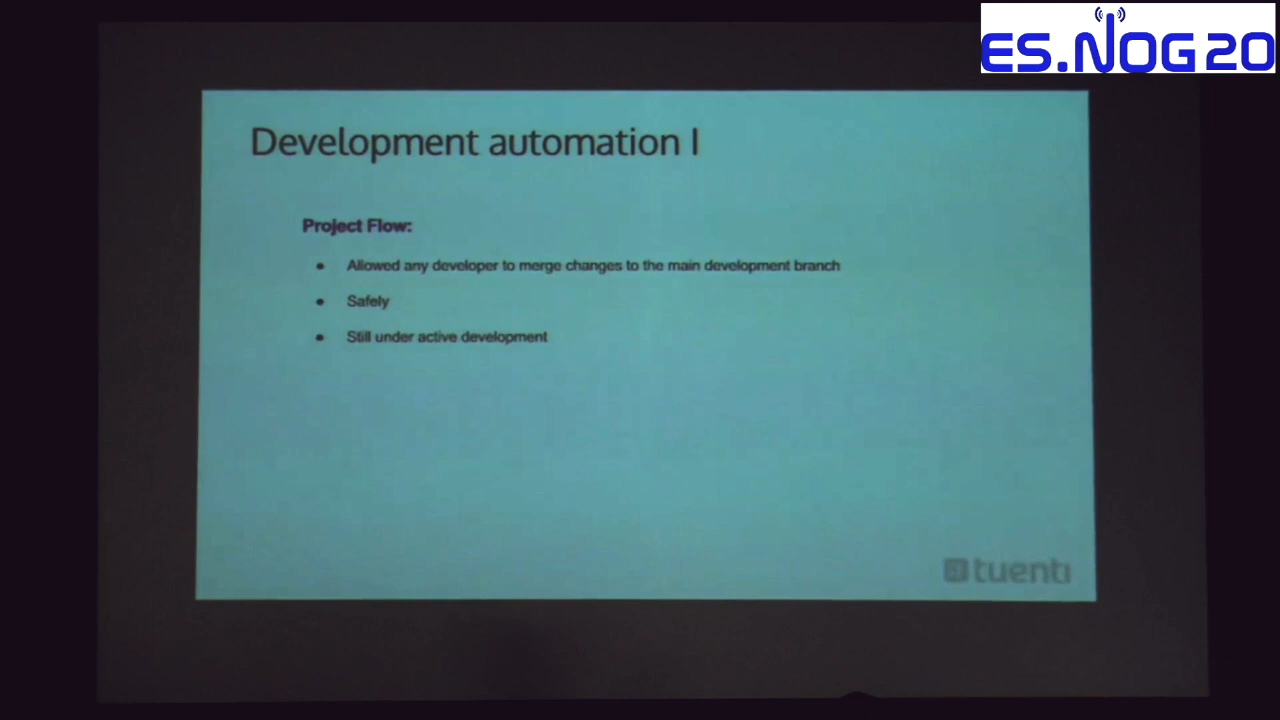 ES.NOG 20
Development automation I
Project Flow:
● Allowed any developer to merge changes to the main development branch
● Safely
● Still under active development
tuenti